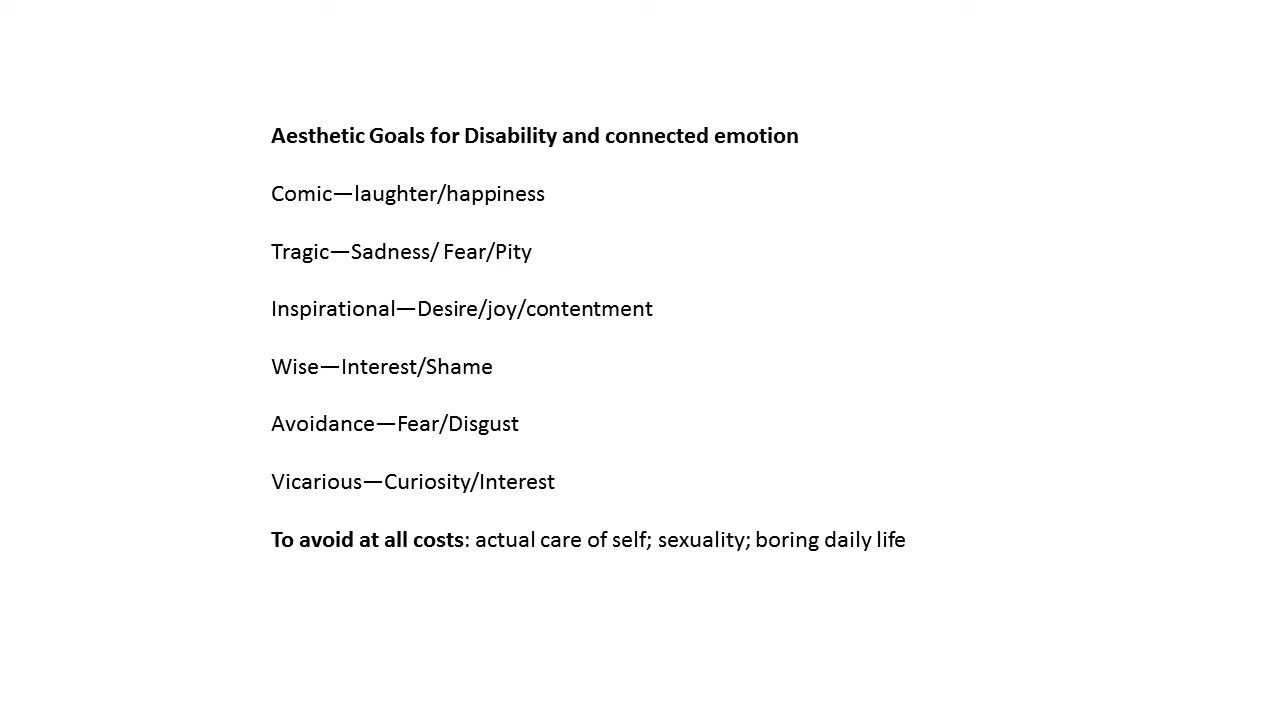 Aesthetic Goals for Disability and connected emotion
Comic—laughter/happiness
Tragic—Sadness/ Fear/Pity
Inspirational—Desire/joy/contentment
Wise—Interest/Shame
Avoidance—Fear/Disgust
Vicarious—Curiosity/Interest
To avoid at all costs: actual care of self; sexuality; boring daily life